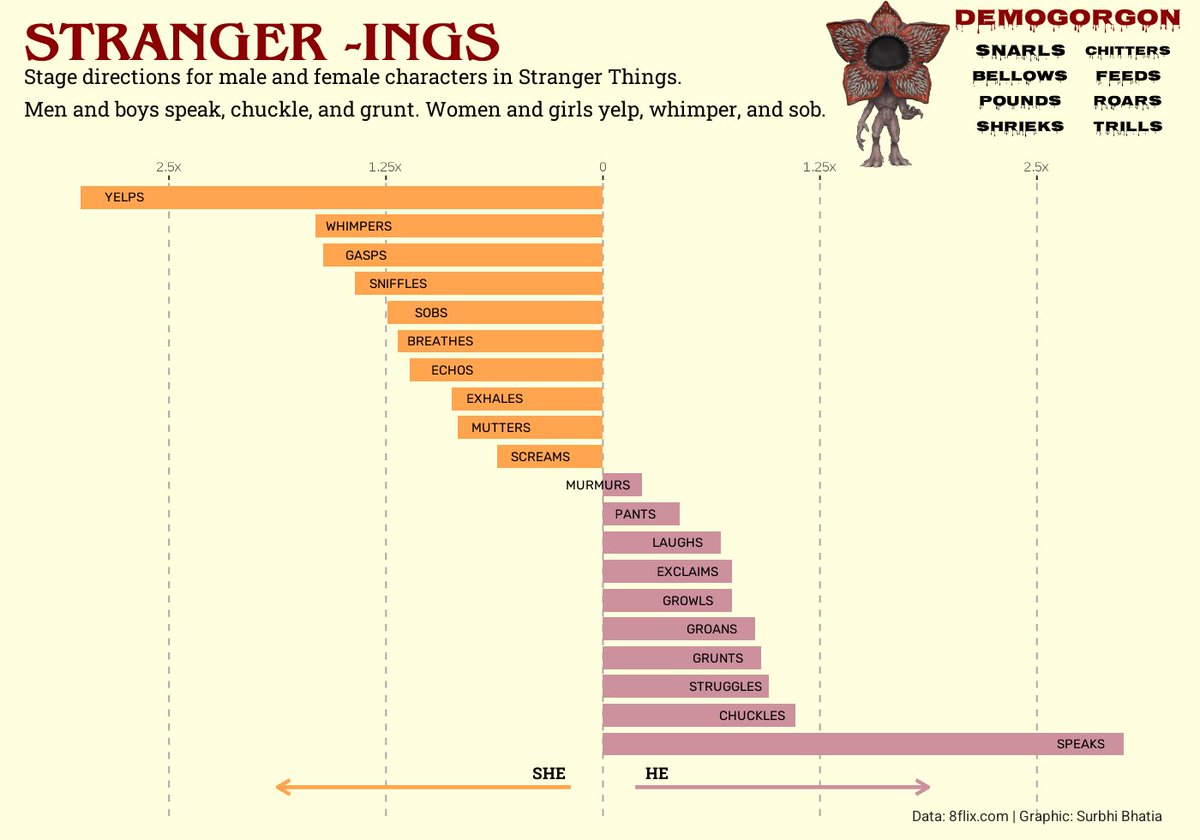 STRANGER -INGS
Stage directions for male and female characters in Stranger Things.
Men and boys speak, chuckle, and grunt. Women and girls yelp, whimper, and sob.
DEMOGORGON
SNARLS CHITTERS
BELLOWS FEEDS
POUNDS ROARS
SHRIEKS TRILLS
2.5x 1.25x 0 1.25x 2.5x
YELPS
WHIMPERS
GASPS
SNIFFLES
SOBS
BREATHES
ECHOS
EXHALES
MUTTERS
SCREAMS
MURMURS
PANTS
LAUGHS
EXCLAIMS
GROWLS
GROANS
GRUNTS
STRUGGLES
CHUCKLES
SPEAKS
SHE HE
Data: 8flix.com | Graphic: Surbhi Bhatia